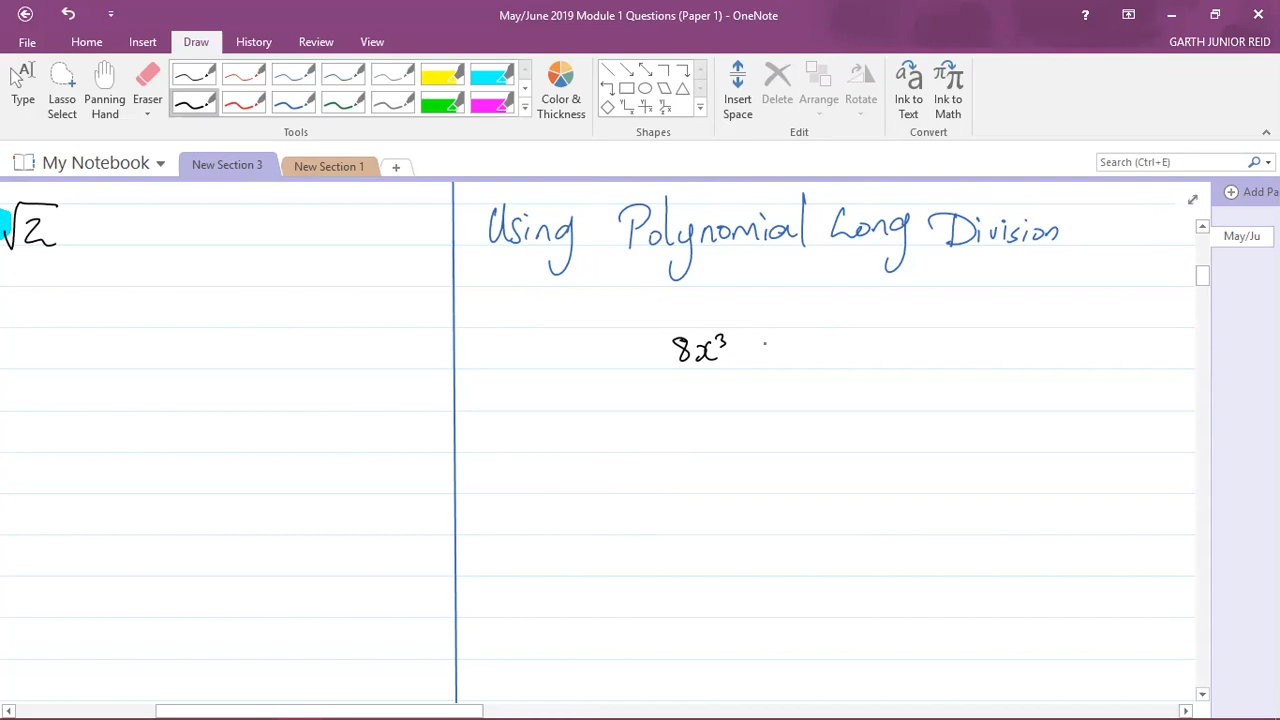 May/June 2019 Module 1 Questions (Paper 1) - OneNote
File Home Insert Draw History Review View GARTH JUNIOR REID
Type Lasso Select Panning Hand Eraser Color & Thickness Insert Space Delete Arrange Rotate Ink to Text Ink to Math
Tools Shapes Edit Convert
My Notebook New Section 3 New Section 1 + Search (Ctrl+E)
Add Pa
May/Ju
√2
Using Polynomial Long Division
8x³